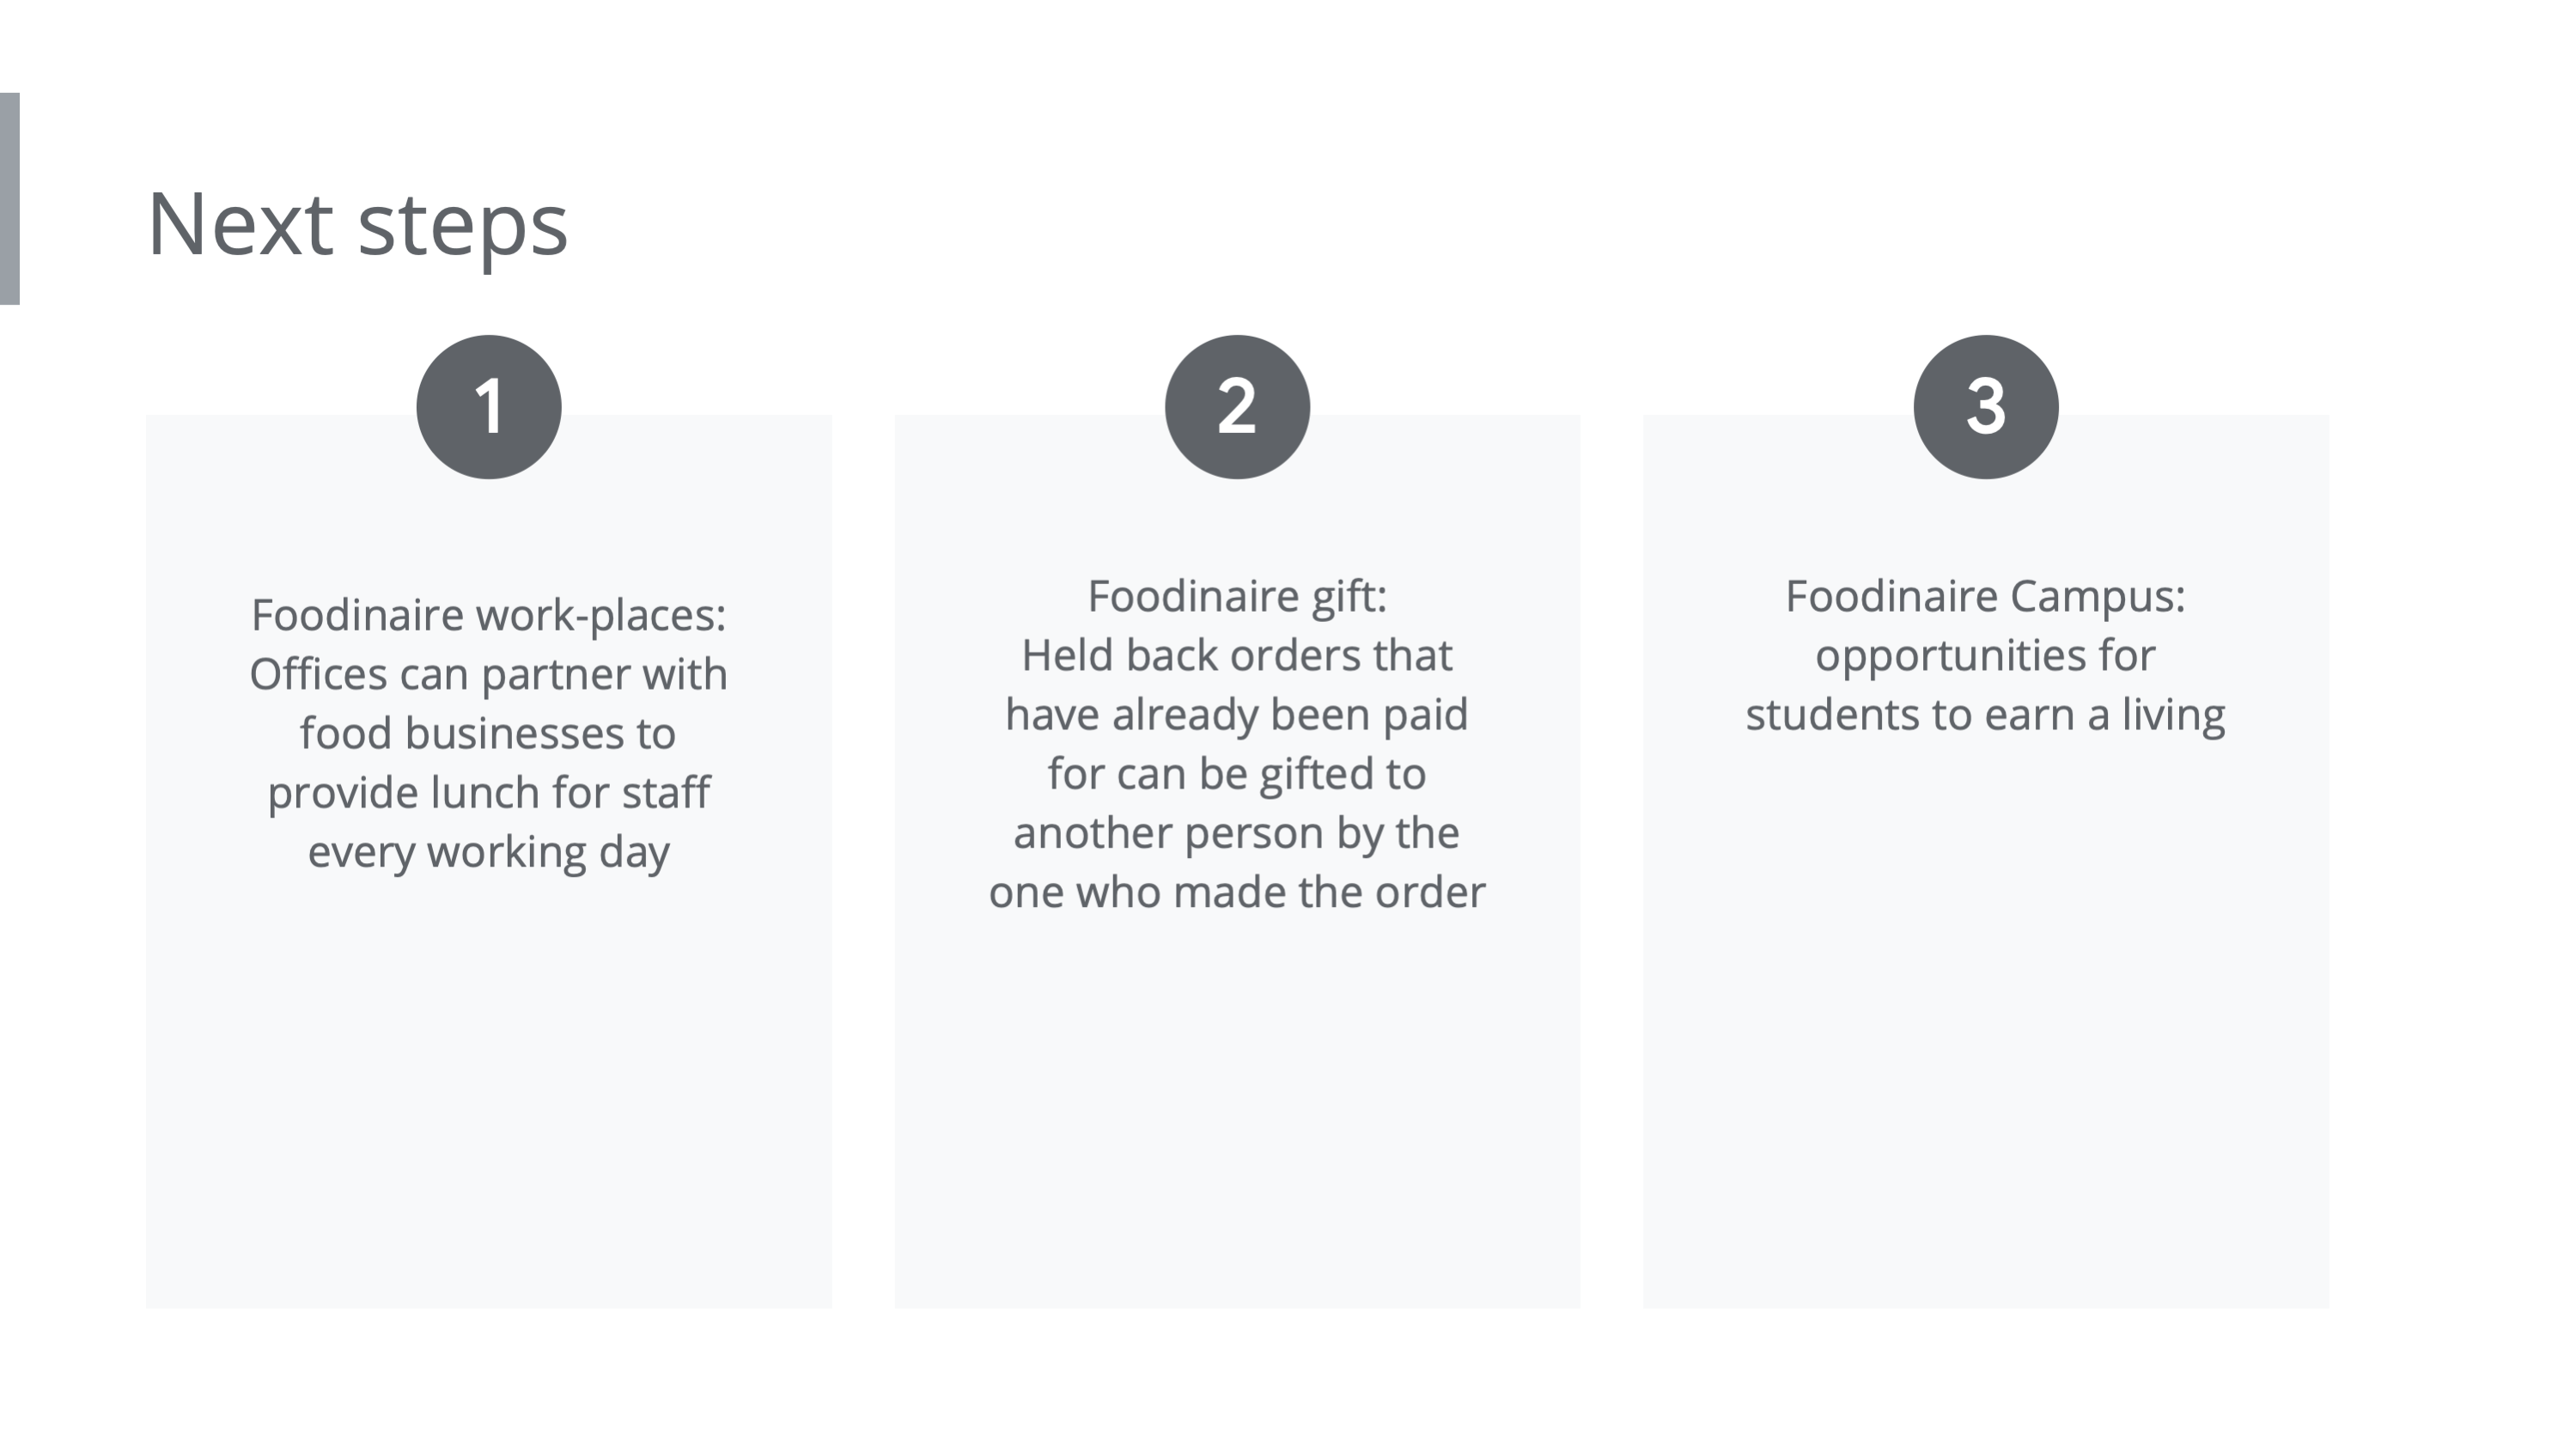 Next steps
1
Foodinaire work-places:
Offices can partner with
food businesses to
provide lunch for staff
every working day
2
Foodinaire gift:
Held back orders that
have already been paid
for can be gifted to
another person by the
one who made the order
3
Foodinaire Campus:
opportunities for
students to earn a living